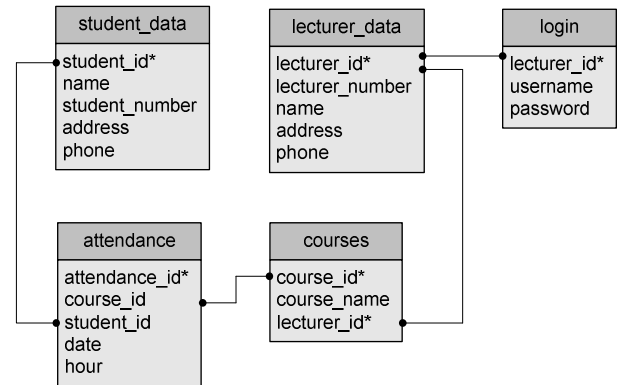 student_data
student_id*
name
student_number
address
phone
lecturer_data
lecturer_id*
lecturer_number
name
address
phone
login
lecturer_id*
username
password
attendance
attendance_id*
course_id
student_id
date
hour
courses
course_id*
course_name
lecturer_id*